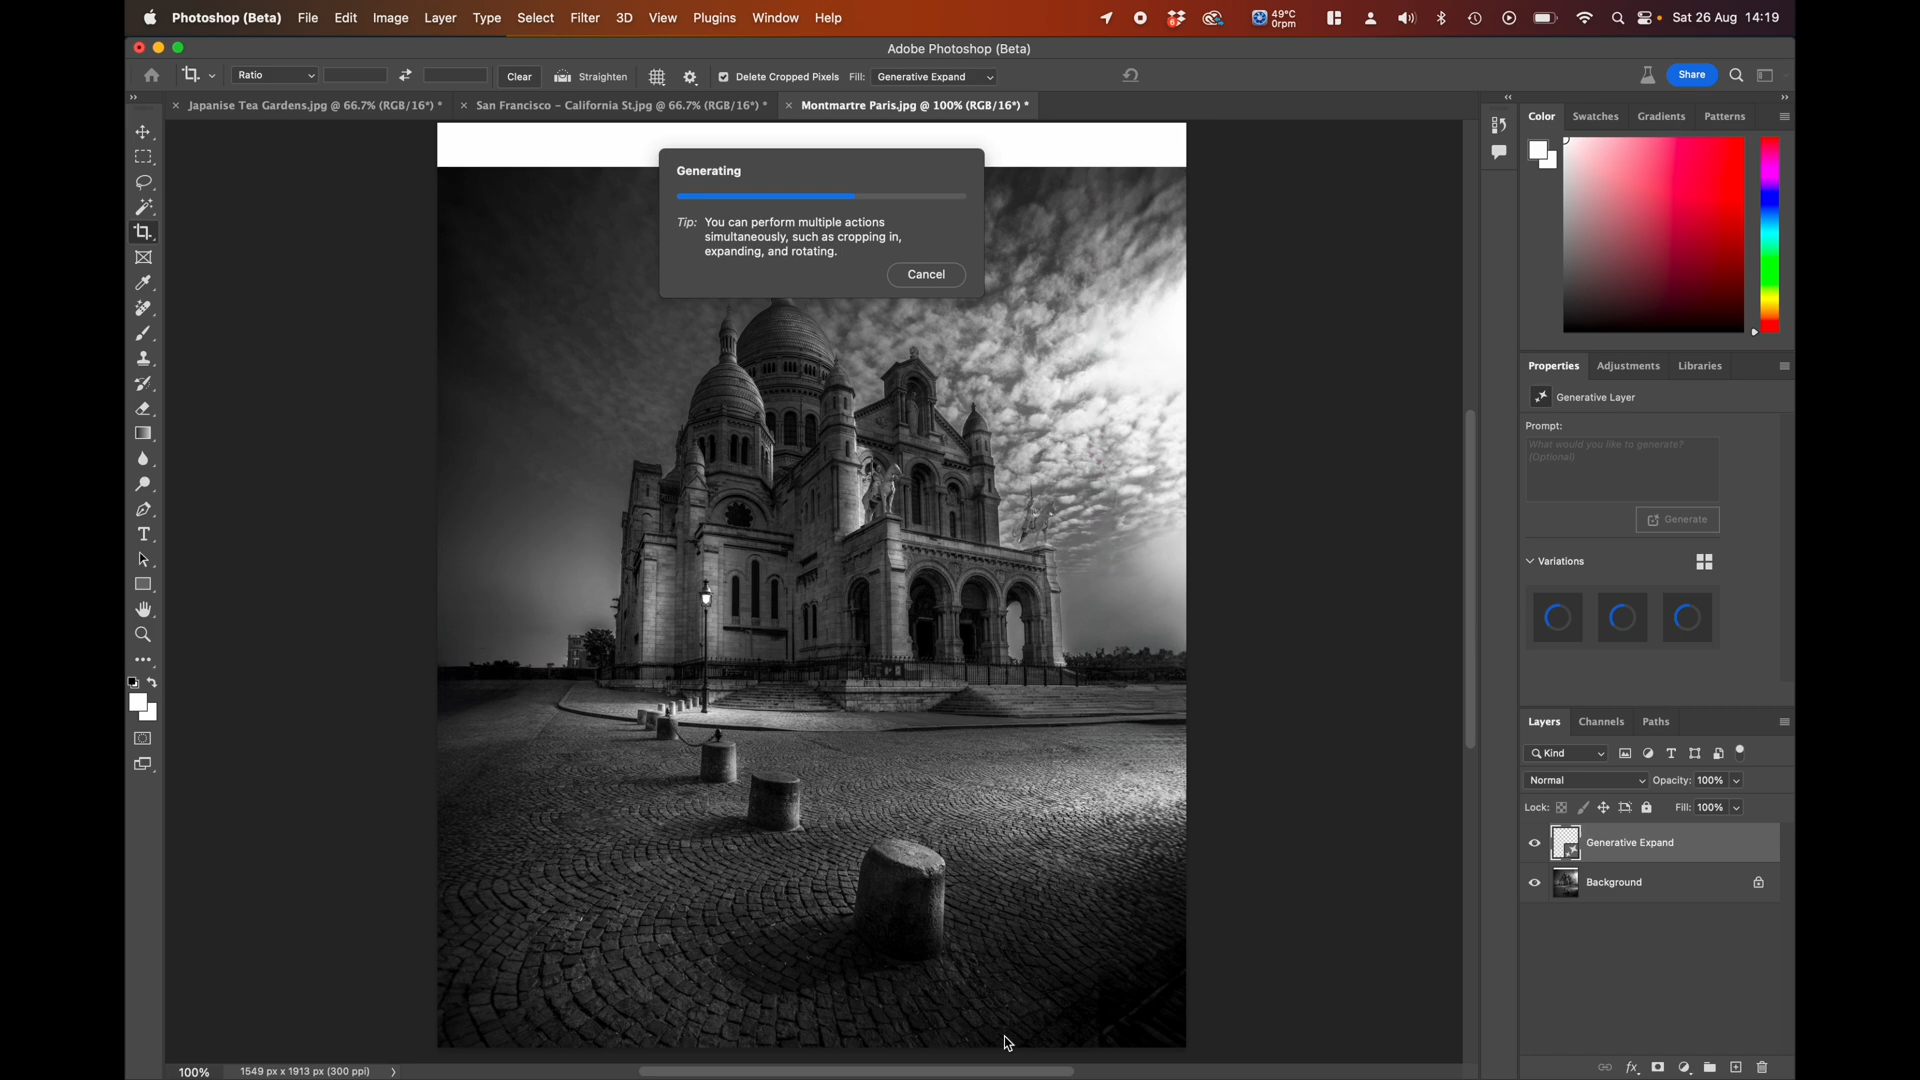 Photoshop (Beta) File Edit Image Layer Type Select Filter 3D View Plugins Window Help
6
49°C
0rpm
Sat 26 Aug 14:19
Adobe Photoshop (Beta)
Ratio
Clear
Straighten
Delete Cropped Pixels
Fill:
Generative Expand
Share
Japanise Tea Gardens.jpg @ 66.7% (RGB/16*) *
San Francisco – California St.jpg @ 66.7% (RGB/16*) *
Montmartre Paris.jpg @ 100% (RGB/16*) *
Generating
Tip: You can perform multiple actions
simultaneously, such as cropping in,
expanding, and rotating.
Cancel
Color Swatches Gradients Patterns
Properties Adjustments Libraries
Generative Layer
Prompt:
What would you like to generate?
(Optional)
Generate
Variations
Layers Channels Paths
Kind
Normal
Opacity: 100%
Lock:
Fill: 100%
Generative Expand
Background
fx
100%
1549 px x 1913 px (300 ppi)